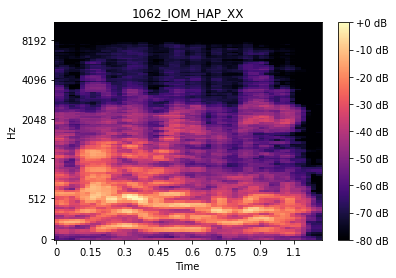 1062_IOM_HAP_XX
+0 dB
8192
-10 dB
4096
-20 dB
-30 dB
2048
Hz
-40 dB
1024
-50 dB
512
-60 dB
-70 dB
0
-80 dB
0 0.15 0.3 0.45 0.6 0.75 0.9 1.1
Time